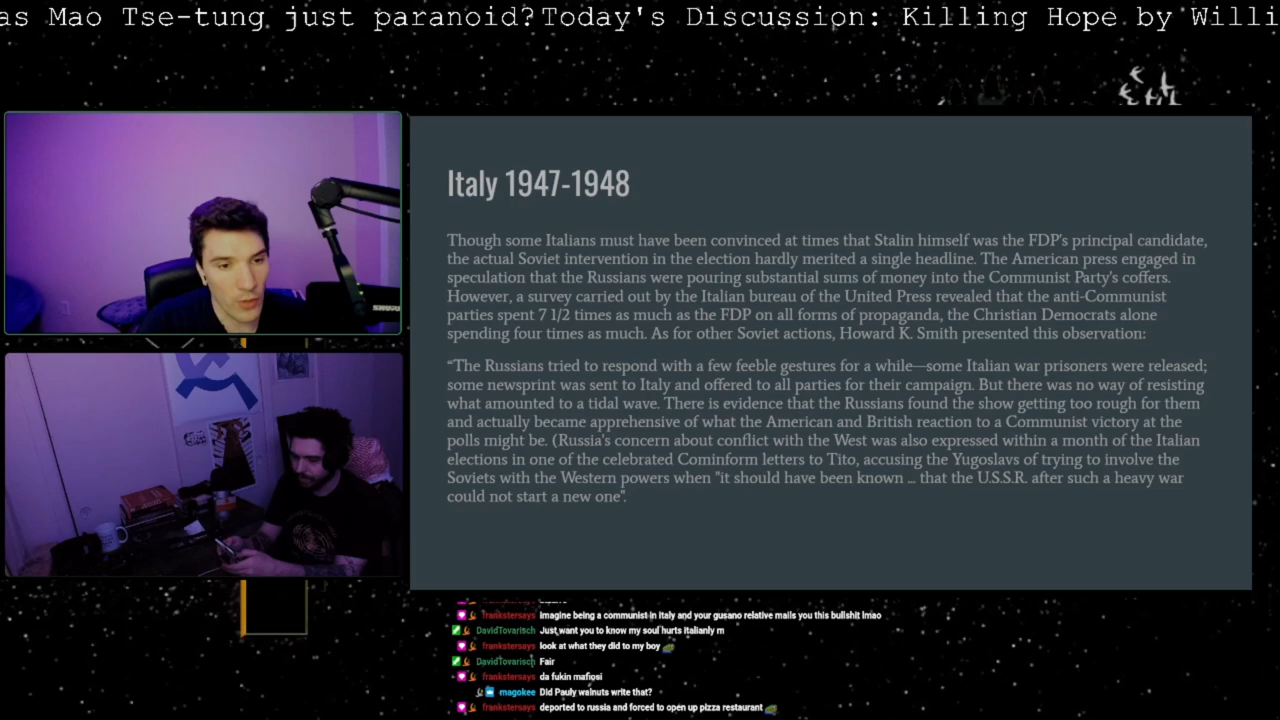 as Mao Tse-tung just paranoid?Today's Discussion: Killing Hope by Willi
Italy 1947-1948
Though some Italians must have been convinced at times that Stalin himself was the FDP's principal candidate,
the actual Soviet intervention in the election hardly merited a single headline. The American press engaged in
speculation that the Russians were pouring substantial sums of money into the Communist Party's coffers.
However, a survey carried out by the Italian bureau of the United Press revealed that the anti-Communist
parties spent 7 1/2 times as much as the FDP on all forms of propaganda, the Christian Democrats alone
spending four times as much. As for other Soviet actions, Howard K. Smith presented this observation:
“The Russians tried to respond with a few feeble gestures for a while—some Italian war prisoners were released;
some newsprint was sent to Italy and offered to all parties for their campaign. But there was no way of resisting
what amounted to a tidal wave. There is evidence that the Russians found the show getting too rough for them
and actually became apprehensive of what the American and British reaction to a Communist victory at the
polls might be. (Russia's concern about conflict with the West was also expressed within a month of the Italian
elections in one of the celebrated Cominform letters to Tito, accusing the Yugoslavs of trying to involve the
Soviets with the Western powers when "it should have been known ... that the U.S.S.R. after such a heavy war
could not start a new one".
frankstersays Imagine being a communist in italy and your gusano relative mails you this bullshit lmao
DavidTovarisch Just want you to know my soul hurts italianly m
frankstersays look at what they did to my boy
DavidTovarisch Fair
frankstersays da fukin mafiosi
magokee Did Pauly walnuts write that?
frankstersays deported to russia and forced to open up pizza restaurant